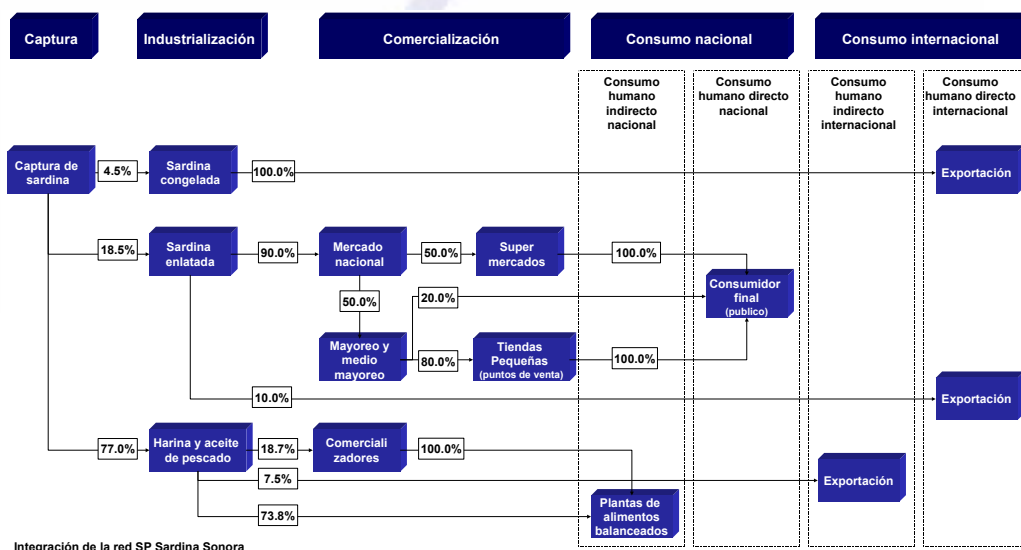 Captura
Industrialización
Comercialización
Consumo nacional
Consumo internacional
Consumo
humano
indirecto
nacional
Consumo
humano directo
nacional
Consumo
humano
indirecto
internacional
Consumo
humano directo
internacional
Captura de
sardina
4.5%
Sardina
congelada
100.0%
Exportación
18.5%
Sardina
enlatada
90.0%
Mercado
nacional
50.0%
Super
mercados
100.0%
Consumidor
final
(publico)
50.0%
20.0%
Mayoreo y
medio
mayoreo
80.0%
Tiendas
Pequeñas
(puntos de venta)
100.0%
10.0%
Exportación
77.0%
Harina y aceite
de pescado
18.7%
Comerciali
zadores
100.0%
7.5%
Exportación
73.8%
Plantas de
alimentos
balanceados
Integración de la red SP Sardina Sonora